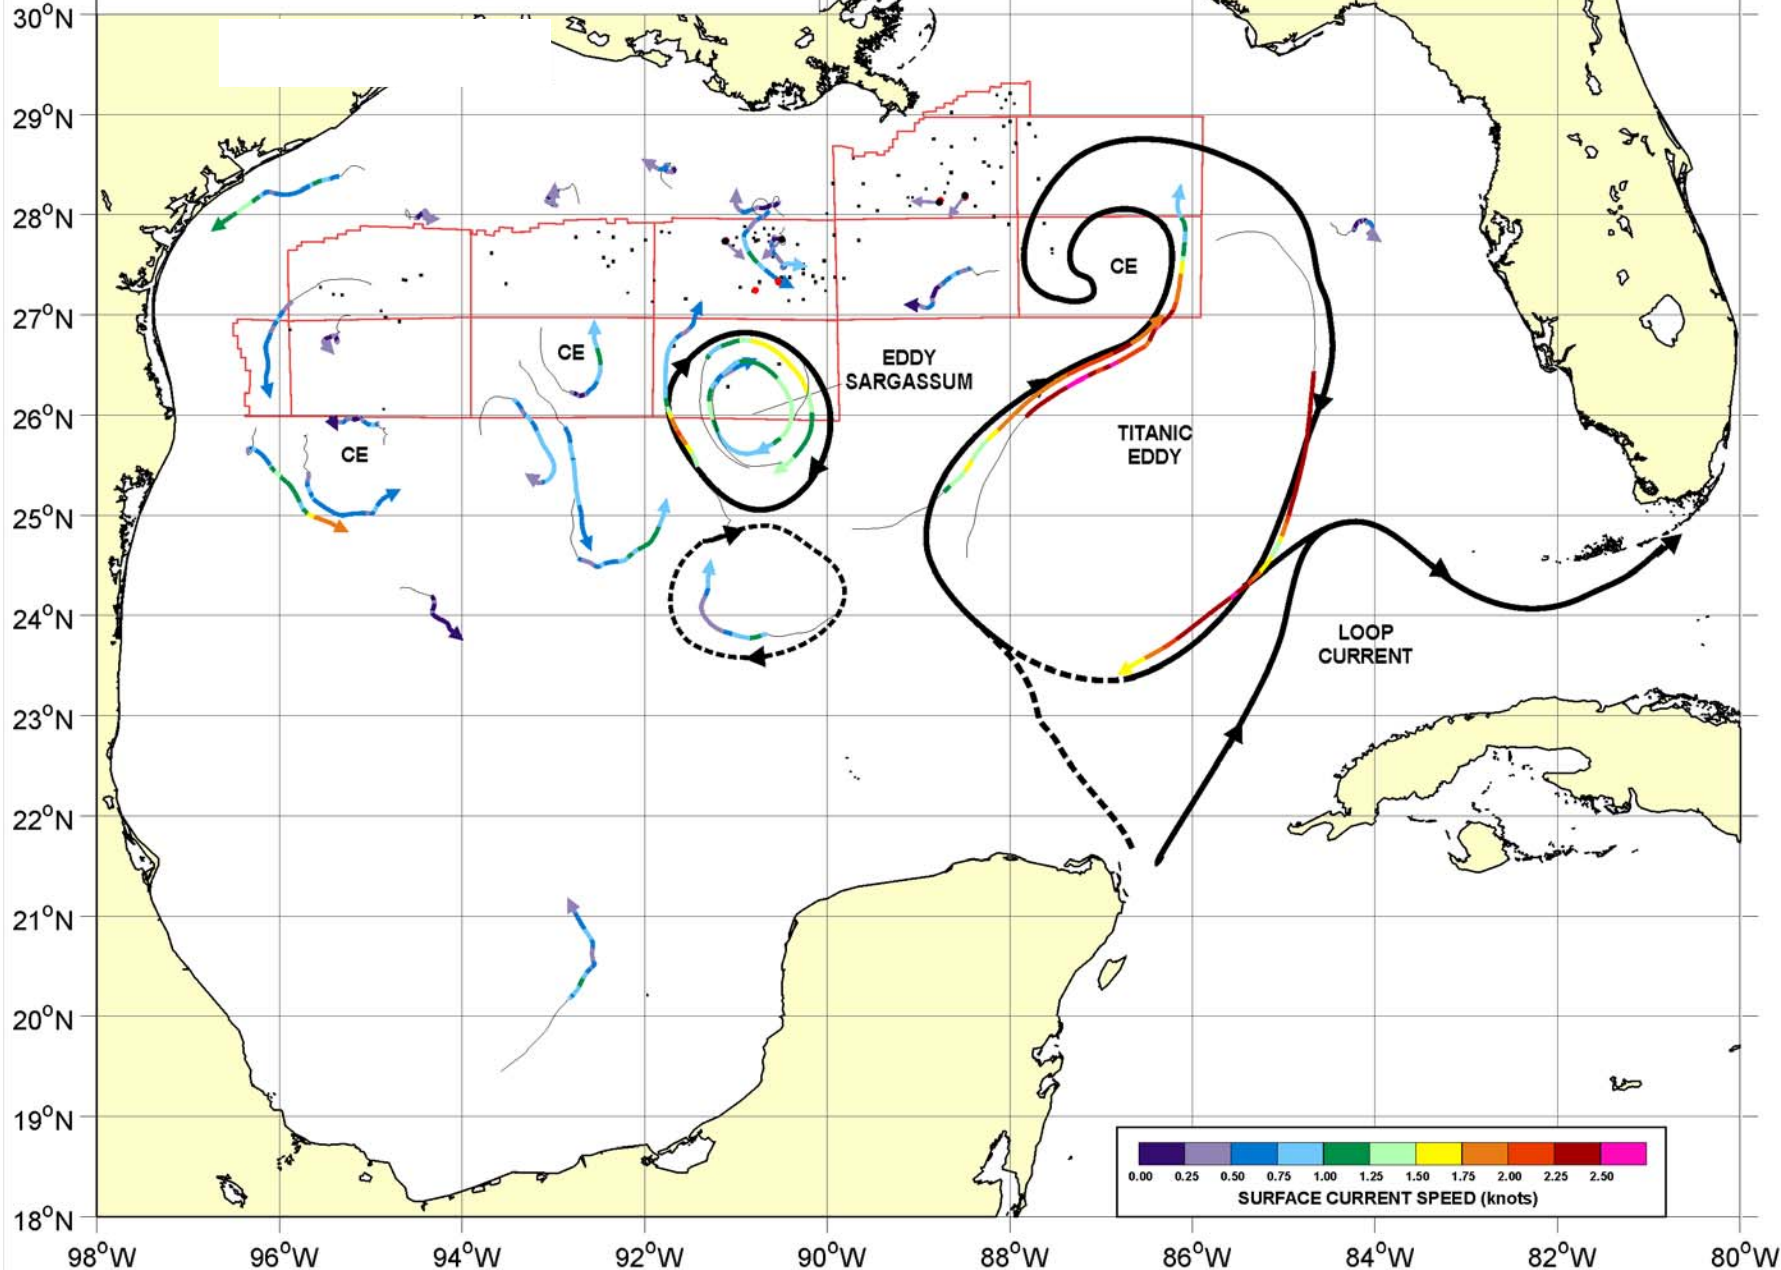 30°N
29°N
28°N
27°N
26°N
25°N
24°N
23°N
22°N
21°N
20°N
19°N
18°N
CE
CE
EDDY
SARGASSUM
CE
TITANIC
EDDY
CE
LOOP
CURRENT
0.00 0.25 0.50 0.75 1.00 1.25 1.50 1.75 2.00 2.25 2.50
SURFACE CURRENT SPEED (knots)
98°W 96°W 94°W 92°W 90°W 88°W 86°W 84°W 82°W 80°W